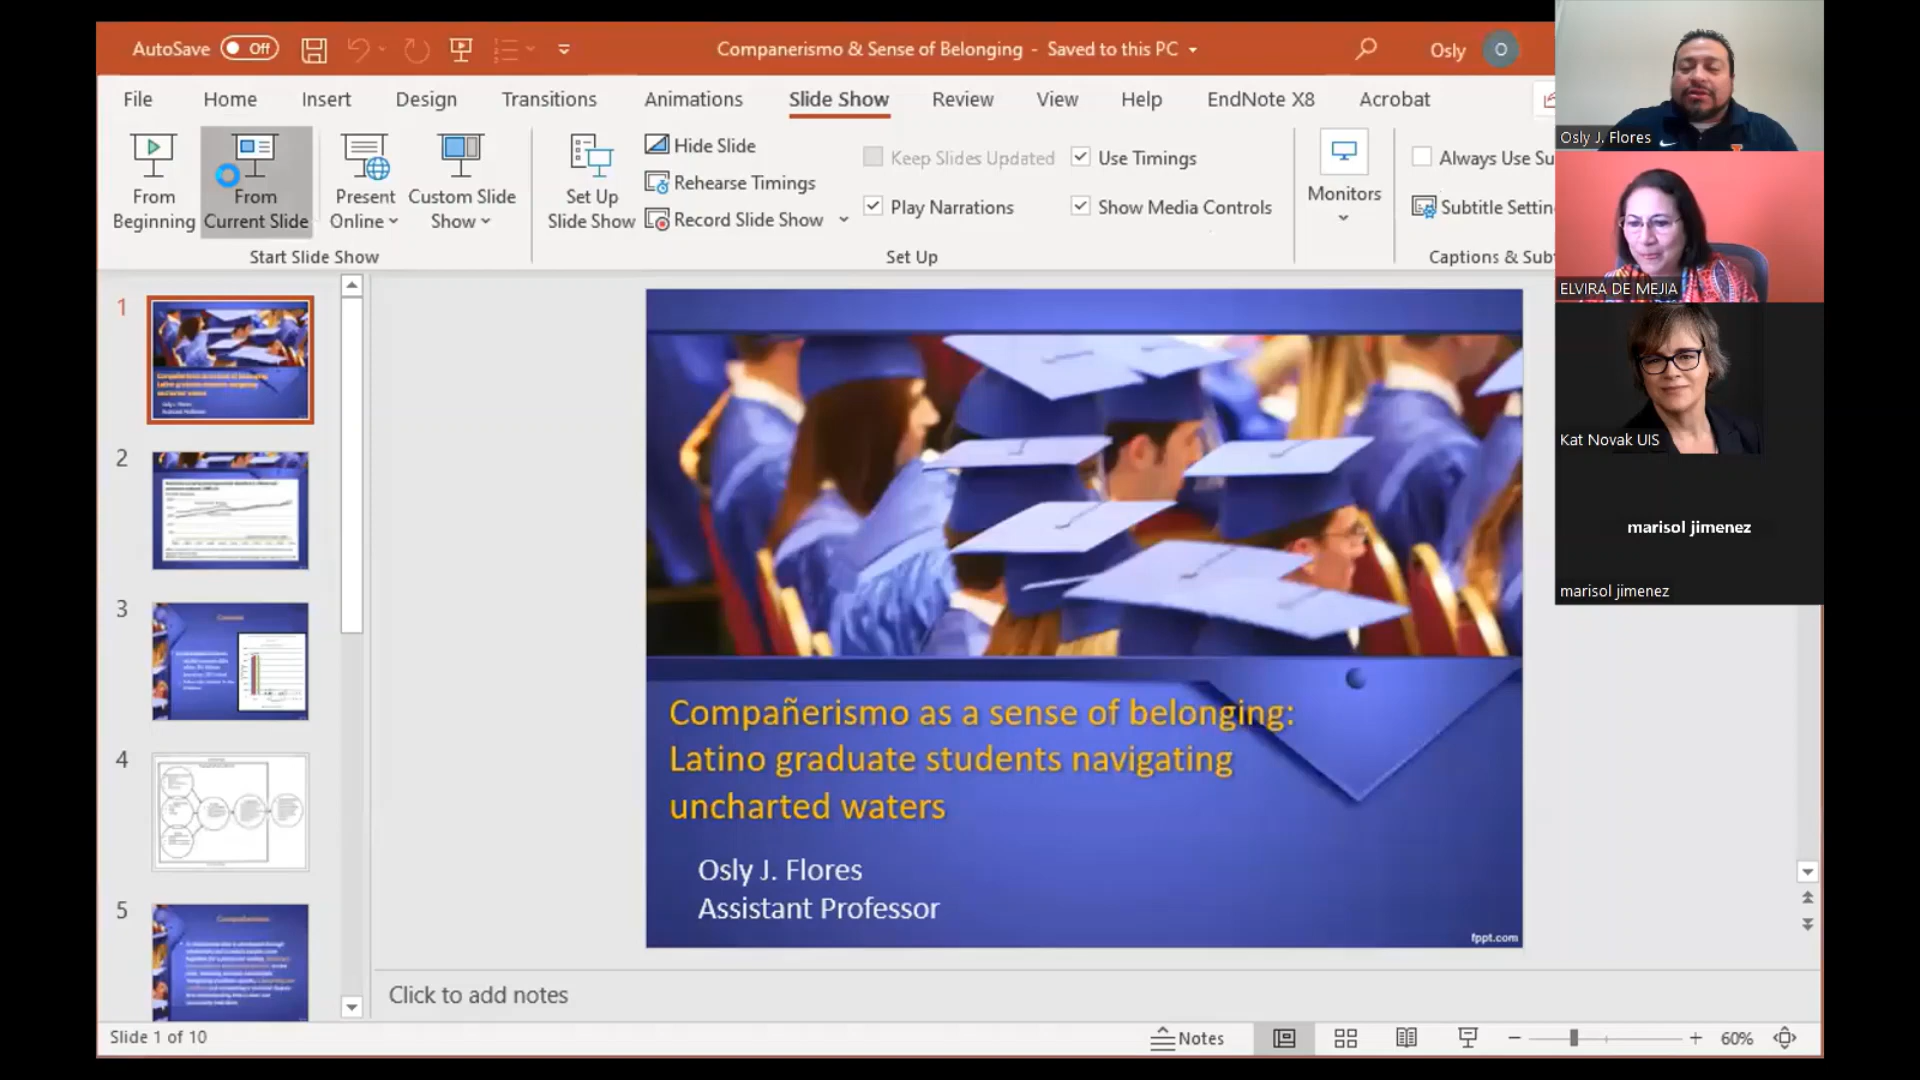 AutoSave Off
Companerismo & Sense of Belonging - Saved to this PC
Osly O
File Home Insert Design Transitions Animations Slide Show Review View Help EndNote X8 Acrobat
From Beginning
From Current Slide
Present Online
Custom Slide Show
Start Slide Show
Set Up Slide Show
Hide Slide
Rehearse Timings
Record Slide Show
Keep Slides Updated
Play Narrations
Use Timings
Show Media Controls
Set Up
Monitors
Always Use Su
Subtitle Settin
Captions & Subt
Osly J. Flores
ELVIRA DE MEJIA
Kat Novak UIS
marisol jimenez
marisol jimenez
1
2
3
4
5
Compañerismo as a sense of belonging:
Latino graduate students navigating
uncharted waters
Osly J. Flores
Assistant Professor
fppt.com
Click to add notes
Slide 1 of 10
Notes
60%